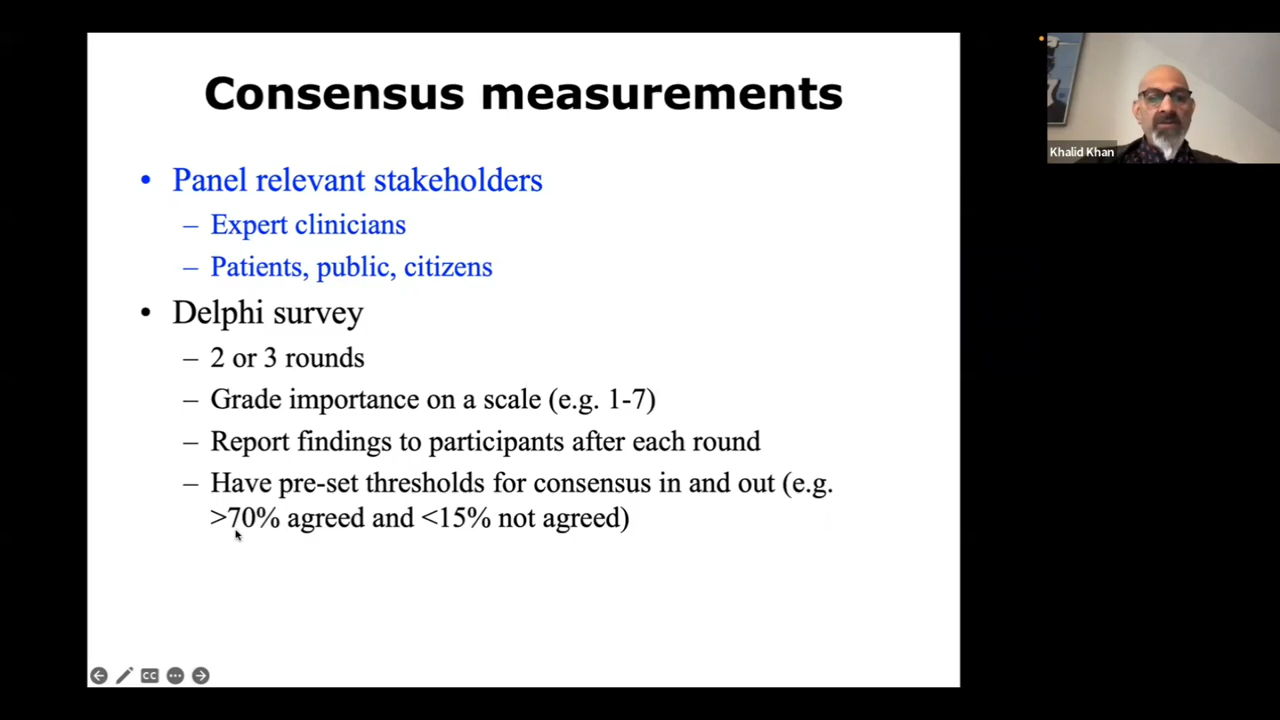 Consensus measurements
• Panel relevant stakeholders
– Expert clinicians
– Patients, public, citizens
• Delphi survey
– 2 or 3 rounds
– Grade importance on a scale (e.g. 1-7)
– Report findings to participants after each round
– Have pre-set thresholds for consensus in and out (e.g.
>70% agreed and <15% not agreed)
Khalid Khan
CC